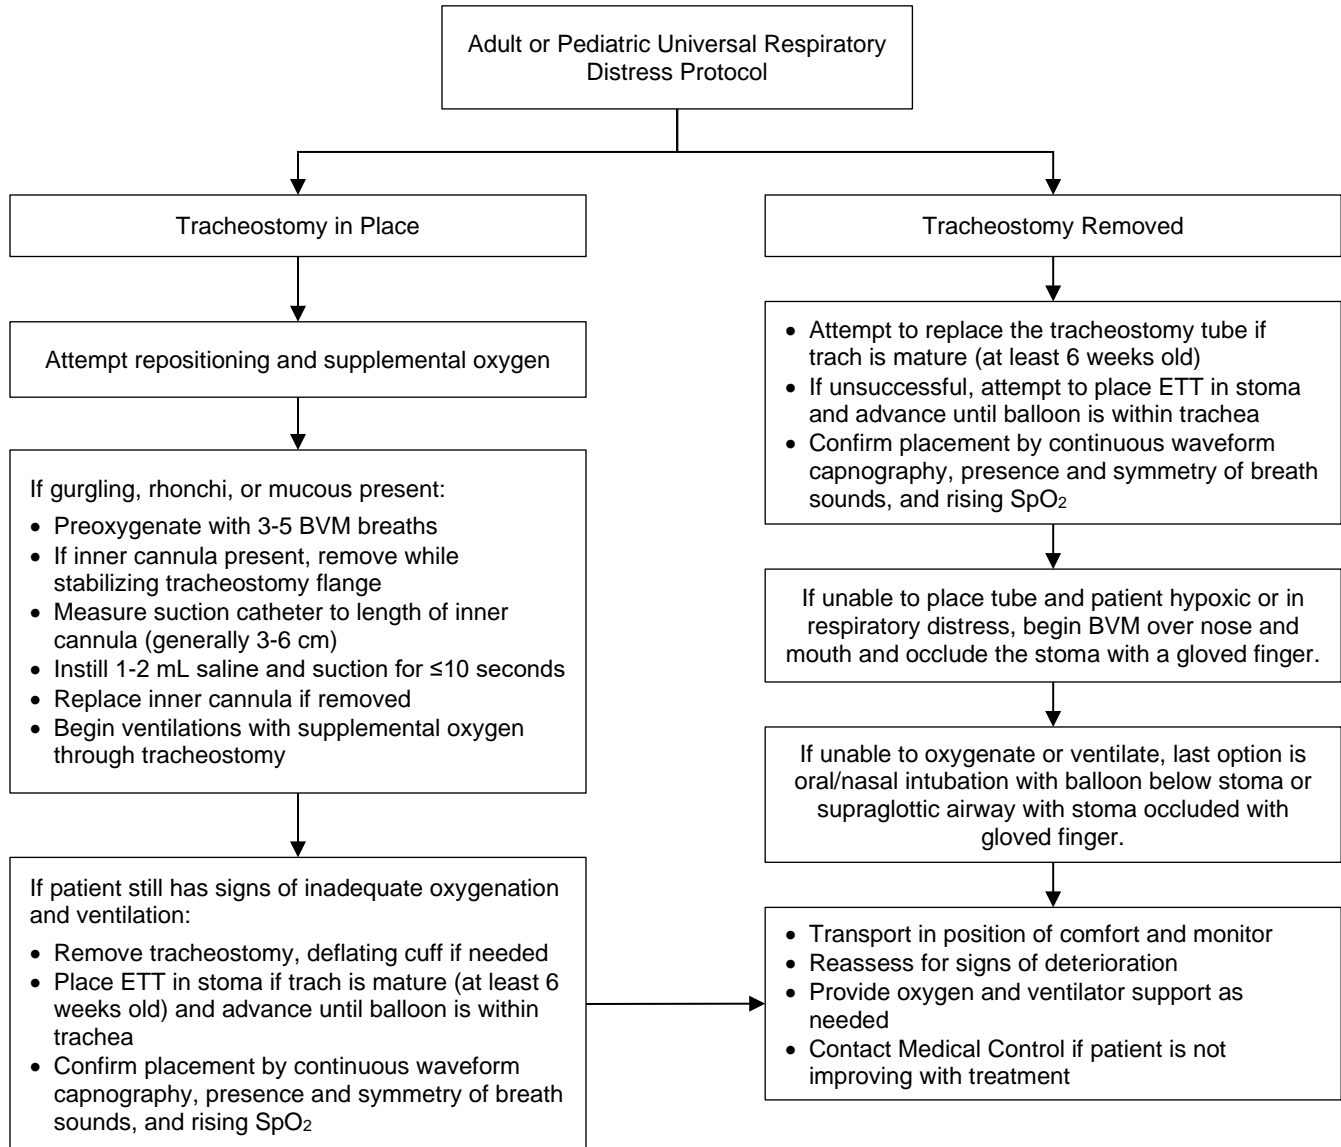 Adult or Pediatric Universal Respiratory
Distress Protocol
Tracheostomy in Place
Attempt repositioning and supplemental oxygen
If gurgling, rhonchi, or mucous present:
• Preoxygenate with 3-5 BVM breaths
• If inner cannula present, remove while
stabilizing tracheostomy flange
• Measure suction catheter to length of inner
cannula (generally 3-6 cm)
• Instill 1-2 mL saline and suction for ≤10 seconds
• Replace inner cannula if removed
• Begin ventilations with supplemental oxygen
through tracheostomy
If patient still has signs of inadequate oxygenation
and ventilation:
• Remove tracheostomy, deflating cuff if needed
• Place ETT in stoma if trach is mature (at least 6
weeks old) and advance until balloon is within
trachea
• Confirm placement by continuous waveform
capnography, presence and symmetry of breath
sounds, and rising SpO₂
Tracheostomy Removed
• Attempt to replace the tracheostomy tube if
trach is mature (at least 6 weeks old)
• If unsuccessful, attempt to place ETT in stoma
and advance until balloon is within trachea
• Confirm placement by continuous waveform
capnography, presence and symmetry of breath
sounds, and rising SpO₂
If unable to place tube and patient hypoxic or in
respiratory distress, begin BVM over nose and
mouth and occlude the stoma with a gloved finger.
If unable to oxygenate or ventilate, last option is
oral/nasal intubation with balloon below stoma or
supraglottic airway with stoma occluded with
gloved finger.
• Transport in position of comfort and monitor
• Reassess for signs of deterioration
• Provide oxygen and ventilator support as
needed
• Contact Medical Control if patient is not
improving with treatment